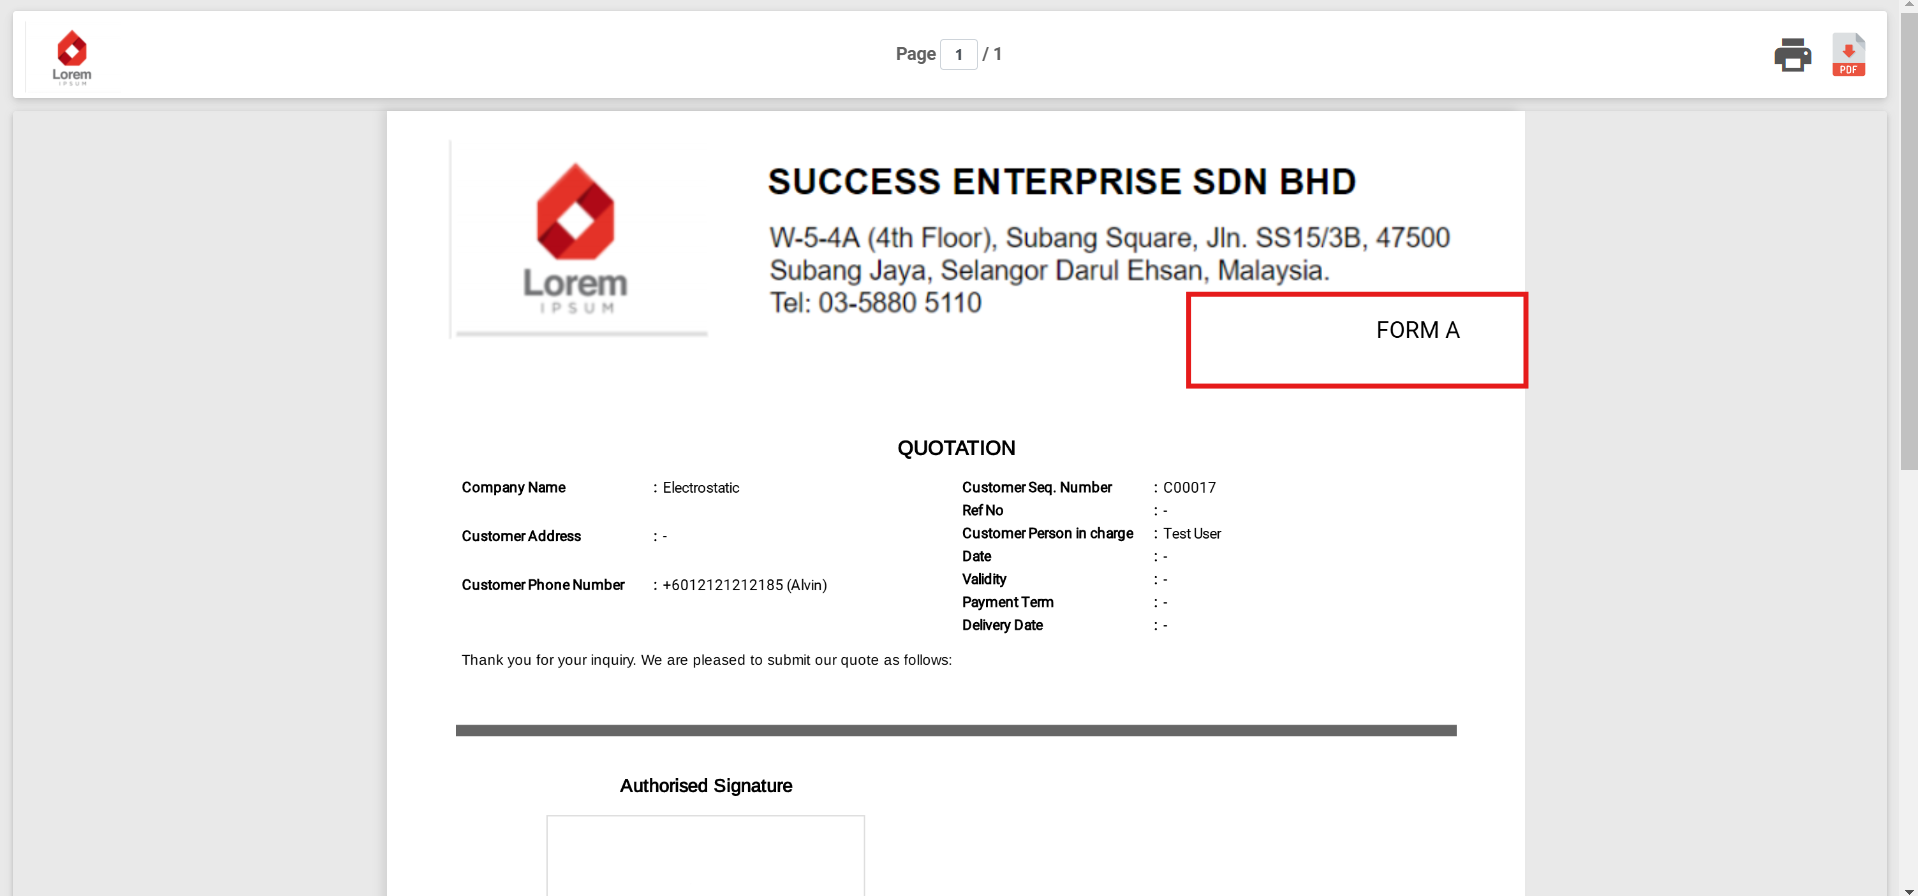 Lorem
IPSUM
Page 1 / 1
PDF
Lorem
IPSUM
SUCCESS ENTERPRISE SDN BHD
W-5-4A (4th Floor), Subang Square, Jln. SS15/3B, 47500
Subang Jaya, Selangor Darul Ehsan, Malaysia.
Tel: 03-5880 5110
FORM A
QUOTATION
Company Name : Electrostatic
Customer Address : -
Customer Phone Number : +6012121212185 (Alvin)
Customer Seq. Number : C00017
Ref No : -
Customer Person in charge : Test User
Date : -
Validity : -
Payment Term : -
Delivery Date : -
Thank you for your inquiry. We are pleased to submit our quote as follows:
Authorised Signature